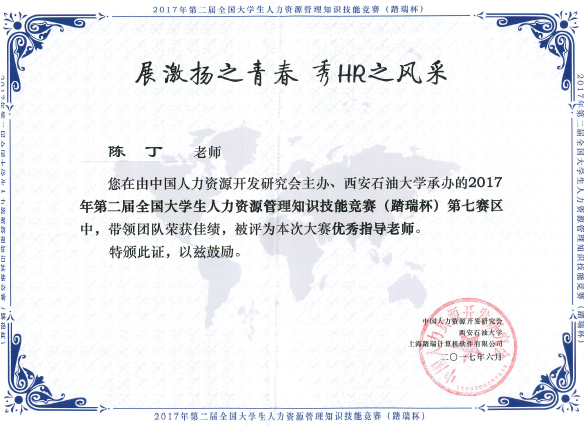 2017年第二届全国大学生人力资源管理知识技能竞赛（踏瑞杯）
展激扬之青春 秀HR之风采
陈 丁 老师
您在由中国人力资源开发研究会主办、西安石油大学承办的2017
年第二届全国大学生人力资源管理知识技能竞赛（踏瑞杯）第七赛区
中，带领团队荣获佳绩，被评为本次大赛优秀指导老师。
特颁此证，以兹鼓励。
中国人力资源开发研究会
西安石油大学
上海踏瑞计算机软件有限公司
二〇一七年六月
中国人力资源开发研究会
2017年第二届全国大学生人力资源管理知识技能竞赛（踏瑞杯）
2017年第二届全国大学生人力资源管理知识技能竞赛（踏瑞杯）
2017年第二届全国大学生人力资源管理知识技能竞赛（踏瑞杯）